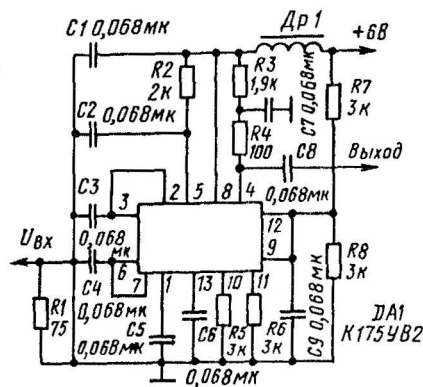 C1 0,068мк
Др 1
+6В
R2
2к
R3
1,9к
C7 0,068мк
R7
3к
C2
0,068мк
R4
100
C8
Выход
0,068мк
C3
3
2
5
8
4
12
9
0,068
мк
Uвх
6
7
C4
0,068мк
1
13
10
11
R8
3к
R1
75
C5
0,068мк
C6
R5
3к
R6
3к
C9 0,068мк
DA1
К175УВ2
0,068мк